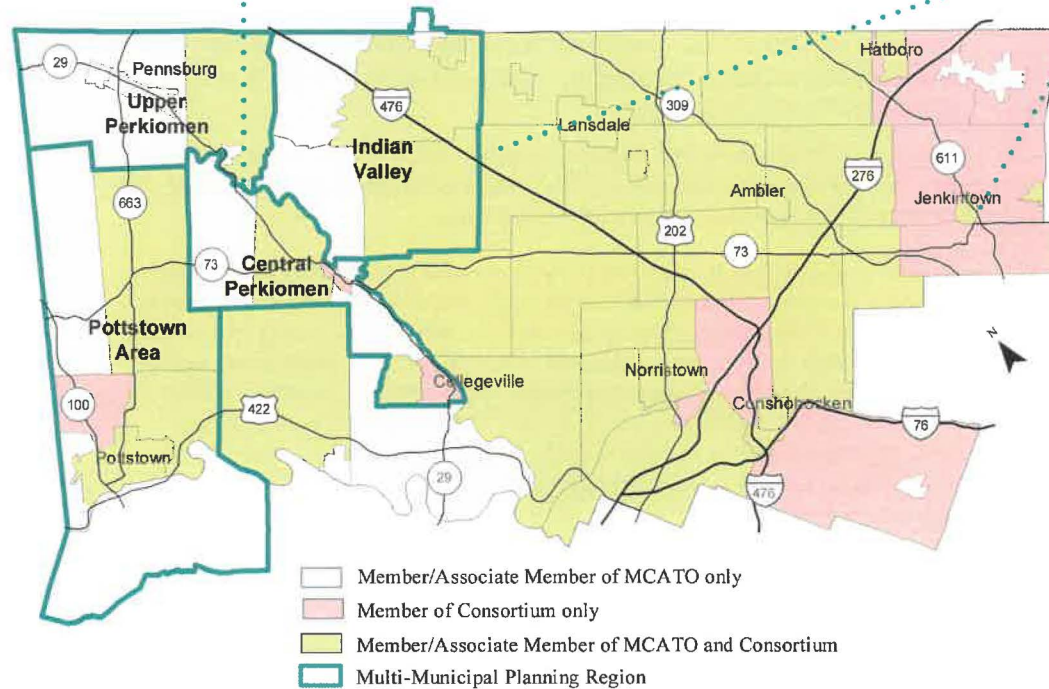 Hatboro
29
Pennsburg
Upper
Perkiomen
476
309
Lansdale
Indian
Valley
611
276
Ambler
Jenkintown
663
202
73
73
Central
Perkiomen
N
Pottstown
Area
Norristown
Collegeville
100
422
Conshohocken
76
Pottstown
29
476
Member/Associate Member of MCATO only
Member of Consortium only
Member/Associate Member of MCATO and Consortium
Multi-Municipal Planning Region